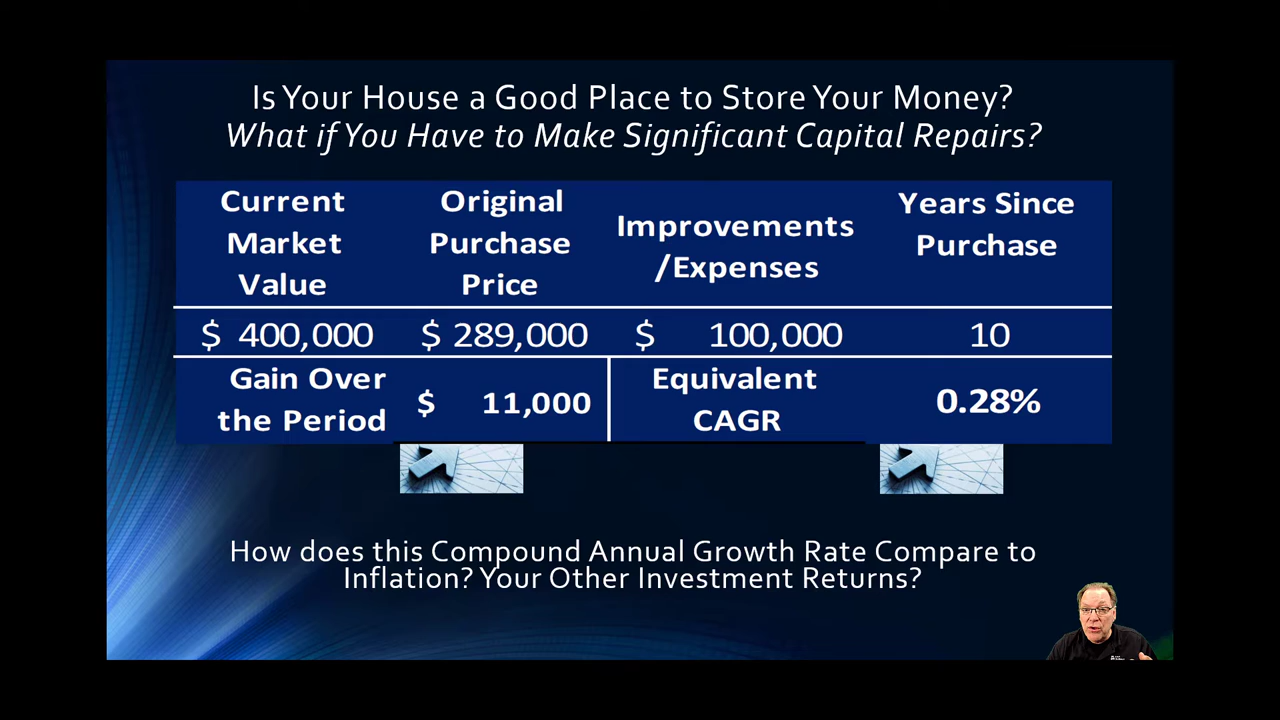 Is Your House a Good Place to Store Your Money?
What if You Have to Make Significant Capital Repairs?
Current Market Value
Original Purchase Price
Improvements /Expenses
Years Since Purchase
$ 400,000
$ 289,000
$ 100,000
10
Gain Over the Period
$ 11,000
Equivalent CAGR
0.28%
How does this Compound Annual Growth Rate Compare to
Inflation? Your Other Investment Returns?